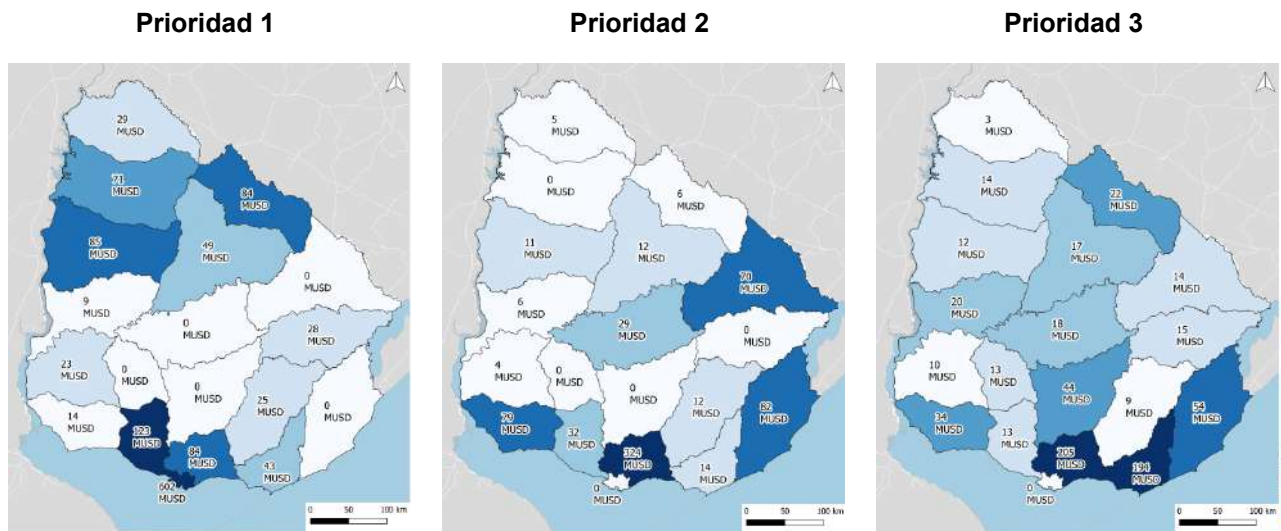 Prioridad 1
29
MUSD
71
MUSD
84
MUSD
85
MUSD
49
MUSD
0
MUSD
9
MUSD
0
MUSD
28
MUSD
23
MUSD
0
MUSD
0
MUSD
25
MUSD
0
MUSD
14
MUSD
123
MUSD
84
MUSD
43
MUSD
602
MUSD
0 50 100 km
Prioridad 2
5
MUSD
0
MUSD
6
MUSD
11
MUSD
12
MUSD
70
MUSD
6
MUSD
29
MUSD
0
MUSD
4
MUSD
0
MUSD
0
MUSD
12
MUSD
82
MUSD
79
MUSD
32
MUSD
324
MUSD
14
MUSD
0
MUSD
0 50 100 km
Prioridad 3
3
MUSD
14
MUSD
22
MUSD
12
MUSD
17
MUSD
14
MUSD
20
MUSD
18
MUSD
15
MUSD
10
MUSD
13
MUSD
44
MUSD
9
MUSD
54
MUSD
34
MUSD
13
MUSD
205
MUSD
194
MUSD
0
MUSD
0 50 100 km